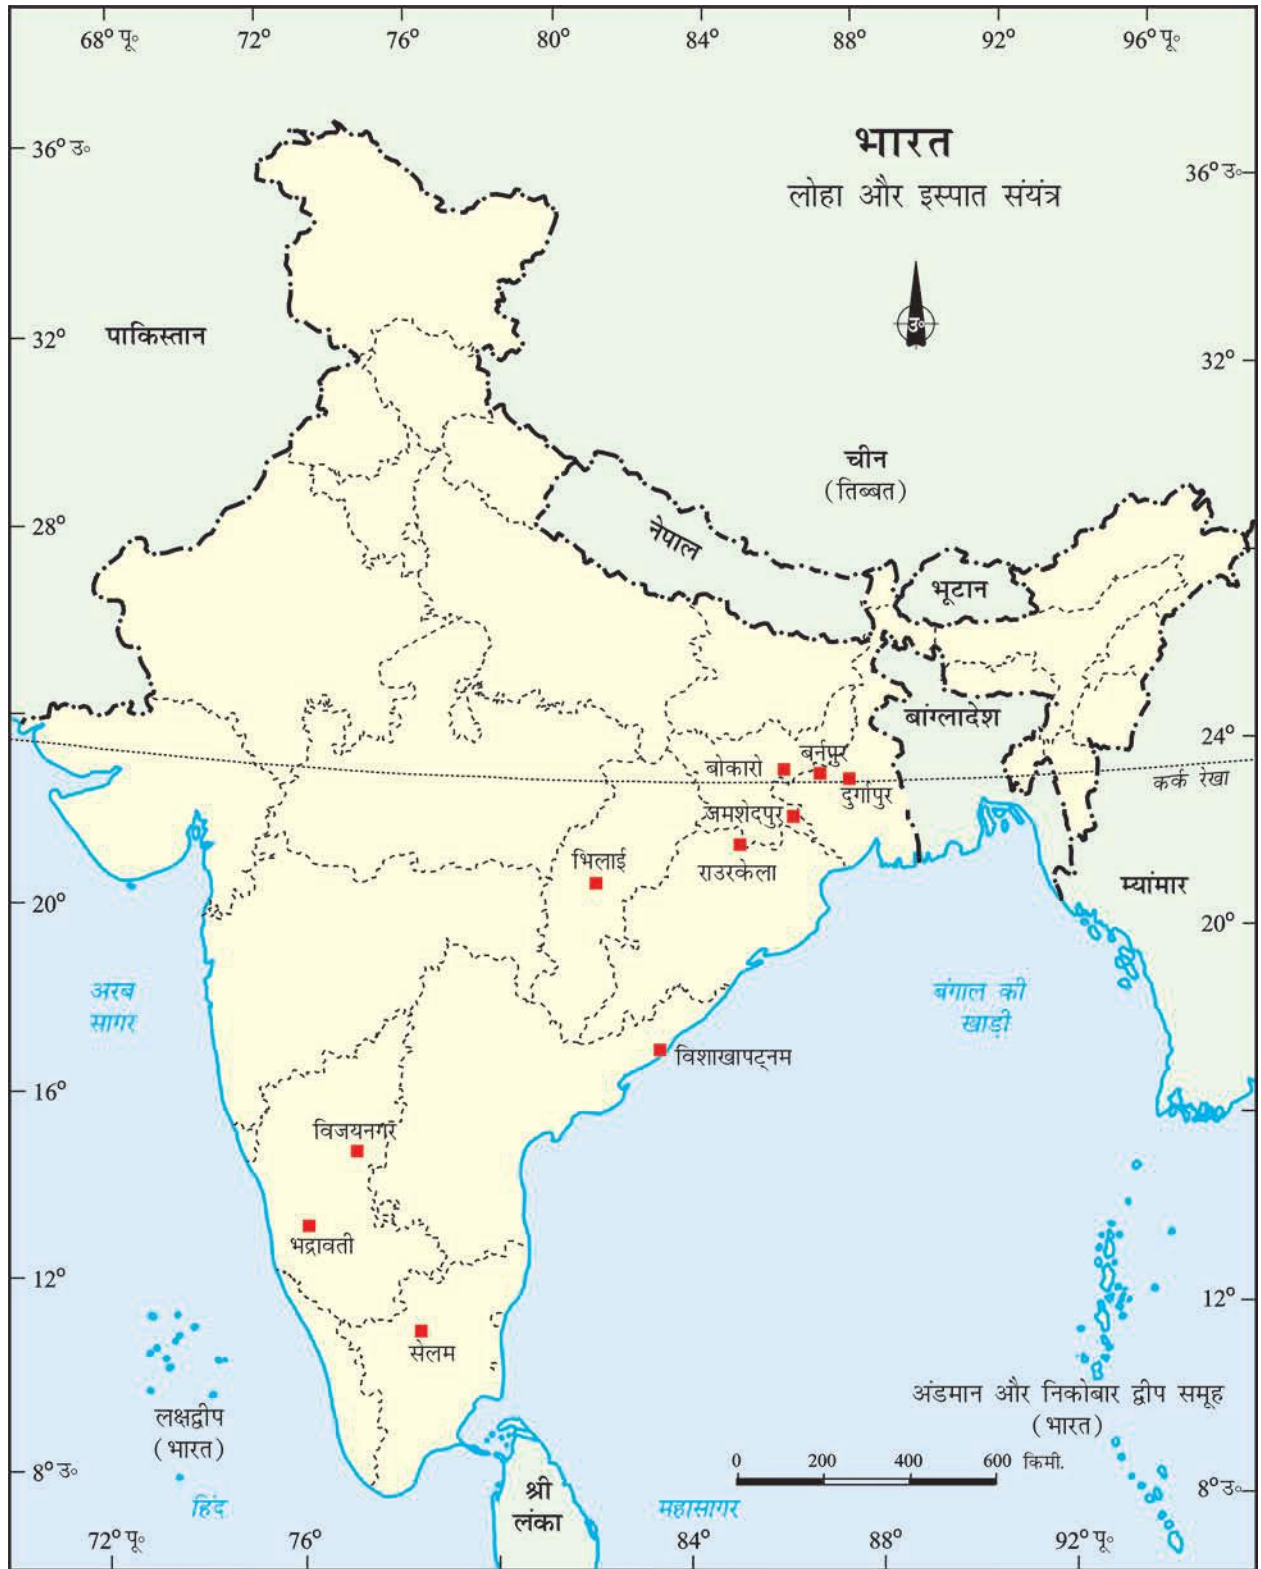 68° पू॰ 72° 76° 80° 84° 88° 92° 96° पू॰
भारत
लोहा और इस्पात संयंत्र
36° उ॰
36° उ॰
उ॰
पाकिस्तान
32°
32°
चीन
(तिब्बत)
28°
नेपाल
भूटान
बांग्लादेश
24°
कर्क रेखा
बर्नपुर
बोकारो
दुर्गापुर
जमशेदपुर
राउरकेला
भिलाई
म्यांमार
20°
20°
अरब
सागर
बंगाल की
खाड़ी
विशाखापट्नम
16°
विजयनगर
भद्रावती
12°
12°
सेलम
लक्षद्वीप
(भारत)
अंडमान और निकोबार द्वीप समूह
(भारत)
0 200 400 600 किमी.
8° उ॰
8° उ॰
श्री
लंका
हिंद
महासागर
72° पू॰ 76° 84° 88° 92° पू॰